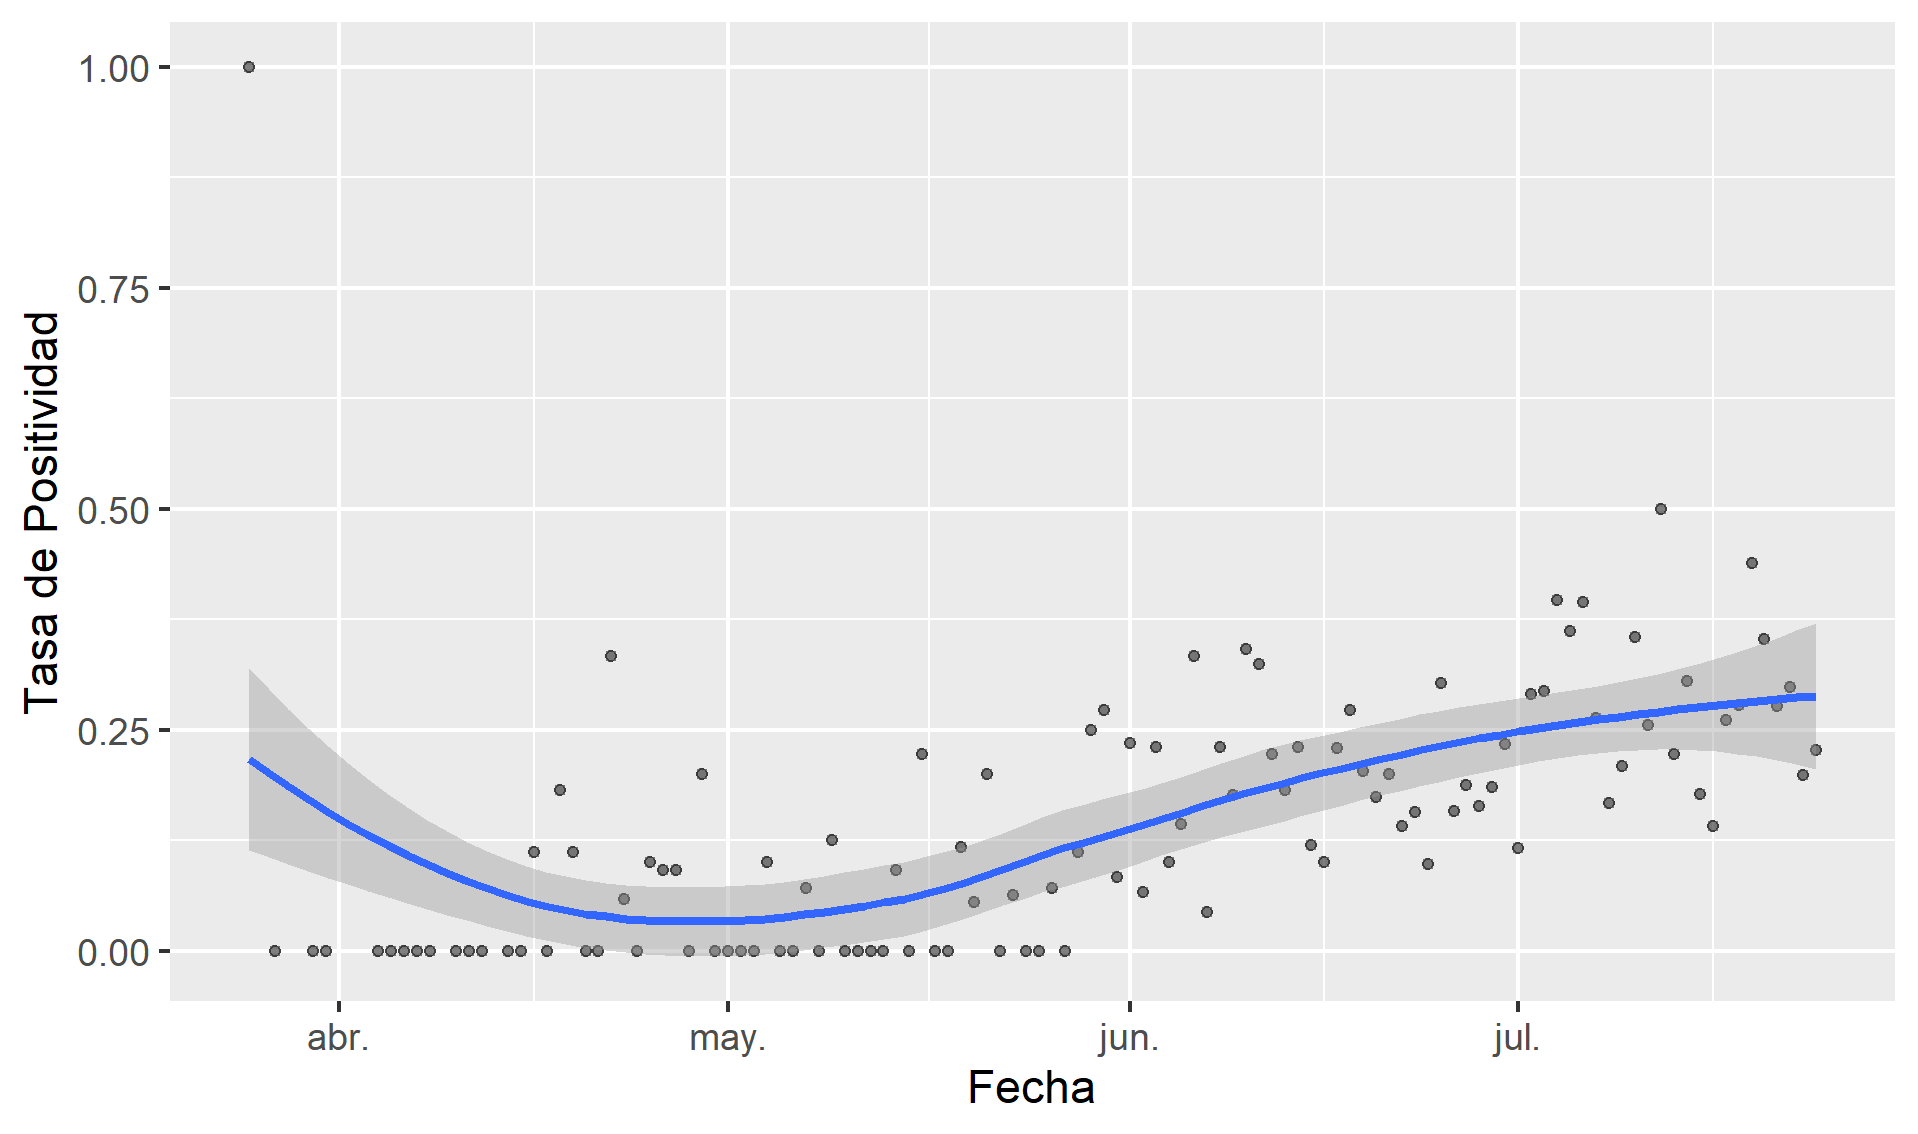 1.00
0.75
0.50
0.25
0.00
Tasa de Positividad
abr.
may.
jun.
jul.
Fecha